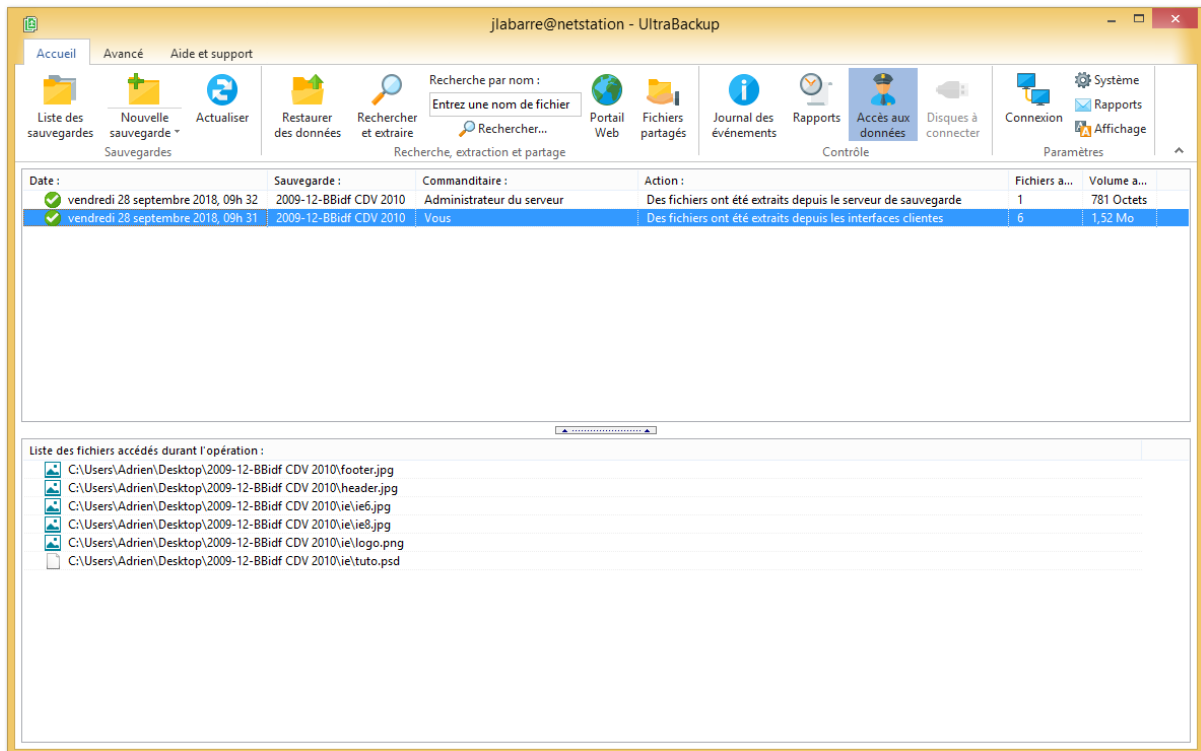 jlabarre@netstation - UltraBackup
Accueil Avancé Aide et support
Liste des sauvegardes
Nouvelle sauvegarde
Actualiser
Sauvegardes
Restaurer des données
Rechercher et extraire
Recherche par nom :
Entrez une nom de fichier
Rechercher...
Portail Web
Fichiers partagés
Recherche, extraction et partage
Journal des événements
Rapports
Accès aux données
Disques à connecter
Contrôle
Connexion
Système
Rapports
Affichage
Paramètres
Date : Sauvegarde : Commanditaire : Action : Fichiers a... Volume a...
vendredi 28 septembre 2018, 09h 32 2009-12-BBidf CDV 2010 Administrateur du serveur Des fichiers ont été extraits depuis le serveur de sauvegarde 1 781 Octets
vendredi 28 septembre 2018, 09h 31 2009-12-BBidf CDV 2010 Vous Des fichiers ont été extraits depuis les interfaces clientes 6 1,52 Mo
Liste des fichiers accédés durant l'opération :
C:\Users\Adrien\Desktop\2009-12-BBidf CDV 2010\footer.jpg
C:\Users\Adrien\Desktop\2009-12-BBidf CDV 2010\header.jpg
C:\Users\Adrien\Desktop\2009-12-BBidf CDV 2010\ie\ie6.jpg
C:\Users\Adrien\Desktop\2009-12-BBidf CDV 2010\ie\ie8.jpg
C:\Users\Adrien\Desktop\2009-12-BBidf CDV 2010\ie\logo.png
C:\Users\Adrien\Desktop\2009-12-BBidf CDV 2010\ie\tuto.psd